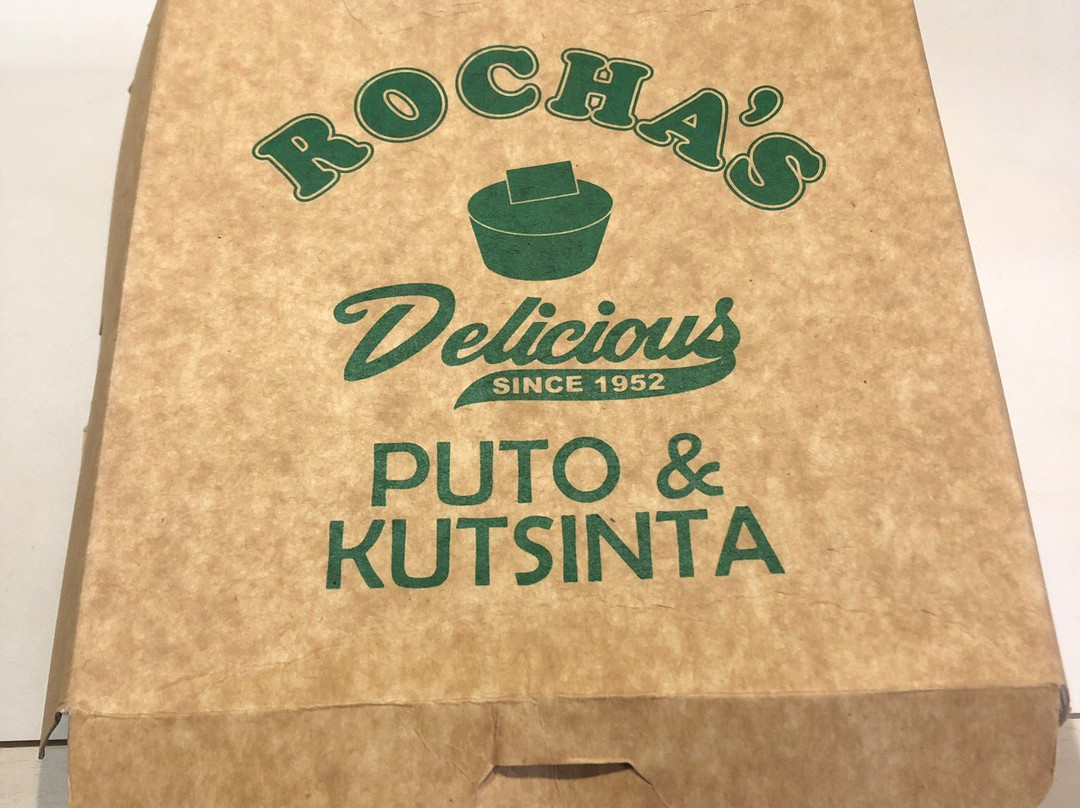 ROCHA'S
Delicious
SINCE 1952
PUTO &
KUTSINTA